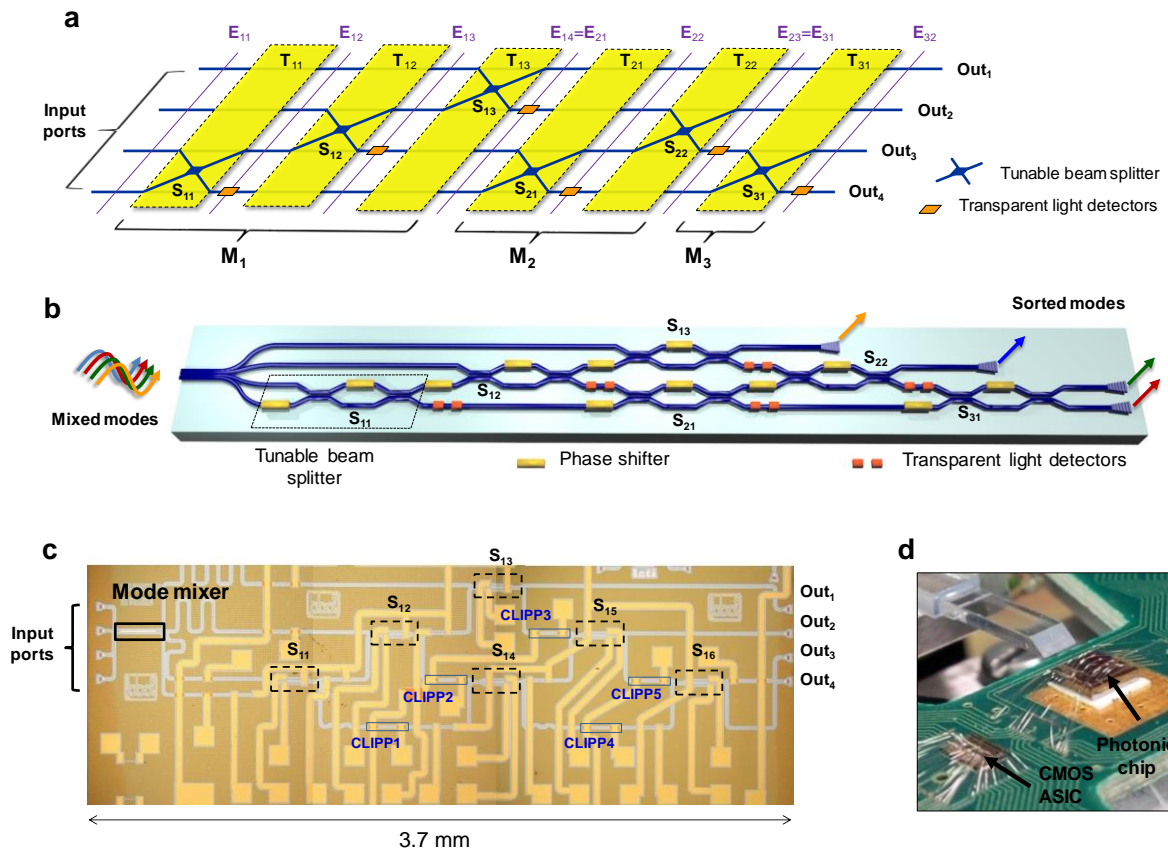 a
E11 E12 E13 E14=E21 E22 E23=E31 E32
T11 T12 T13 T21 T22 T31
Out1
Input
ports
S13
Out2
S12
S22
Out3
S11
S21
S31
Out4
Tunable beam
splitter
Transparent light
detectors
M1 M2 M3
b
Sorted modes
S13
S22
S12
Mixed modes
S11
S21
S31
Tunable beam
splitter
Phase shifter
Transparent light detectors
c
d
S13
Mode mixer
leti
Out1
CLIPP3
S12
S15
Out2
Input
ports
S11
S14
S16
Out3
CLIPP2
CLIPP5
Out4
CLIPP1
CLIPP4
3.7 mm
Photonic
chip
CMOS
ASIC